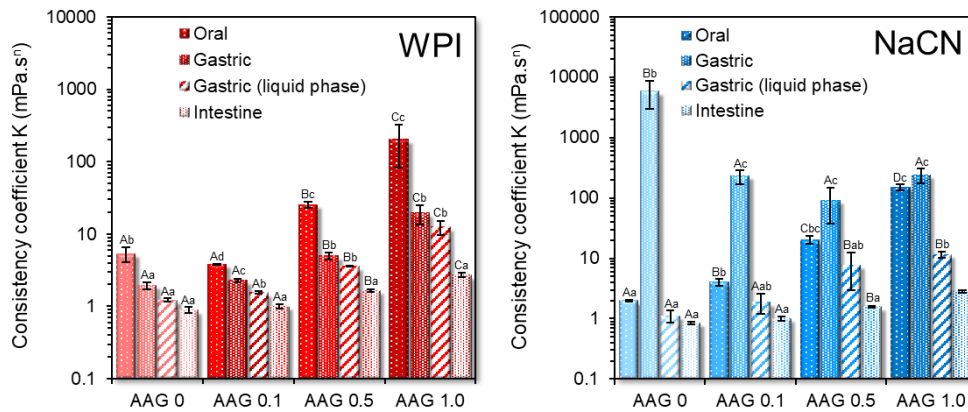 Consistency coefficient K (mPa.sⁿ)
10000
1000
100
10
1
0.1
WPI
Oral
Gastric
Gastric (liquid phase)
Intestine
Ab
Aa
Aa
Aa
Ad
Ac
Ab
Aa
Bc
Bb
Bb
Ba
Cc
Cb
Cb
Ca
AAG 0 AAG 0.1 AAG 0.5 AAG 1.0
Consistency coefficient K (mPa.sⁿ)
100000
10000
1000
100
10
1
0.1
NaCN
Oral
Gastric
Gastric (liquid phase)
Intestine
Aa
Bb
Aa
Aa
Bb
Ac
Aab
Aa
Cbc
Ac
Bab
Ba
Dc
Ac
Bb
AAG 0 AAG 0.1 AAG 0.5 AAG 1.0